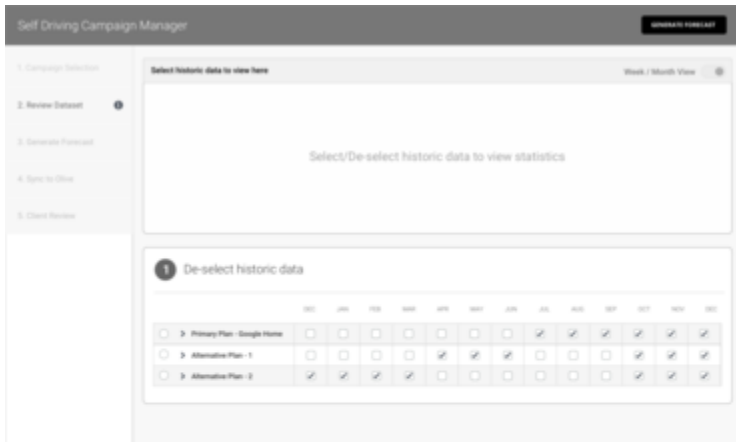 Self Driving Campaign Manager
GENERATE FORECAST
1. Campaign Selection
2. Review Dataset
3. Generate Forecast
4. Sync to Olive
5. Client Review
Select historic data to view here
Week / Month View
Select/De-select historic data to view statistics
1 De-select historic data
DEC JAN FEB MAR APR MAY JUN JUL AUG SEP OCT NOV DEC
Primary Plan - Google Home
Alternative Plan - 1
Alternative Plan - 2